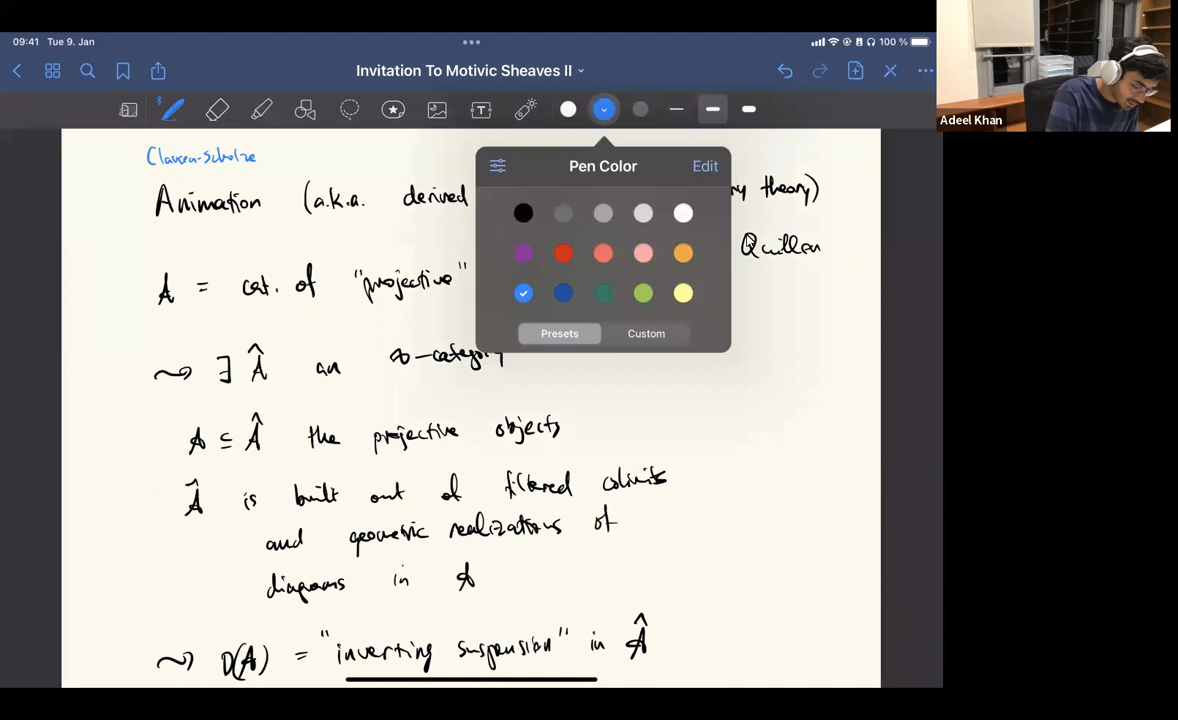 09:41 Tue 9. Jan
100 %
Invitation To Motivic Sheaves II
Adeel Khan
Clausen-Scholze
Animation (a.k.a. derived ry theory)
Quillen
A = cat. of "projective"
Pen Color
Edit
Presets
Custom
⇝ ∃ Â an ∞-category
A ⊆ Â the projective objects
 is built out of filtered colimits
and geometric realizations of
diagrams in A
⇝ D(A) = "inverting suspension" in Â